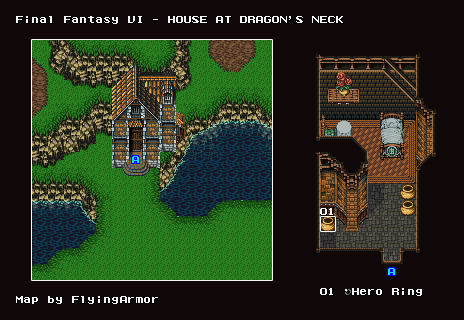 Final Fantasy VI - HOUSE AT DRAGON'S NECK
A
01
A
01 Hero Ring
Map by FlyingArmor